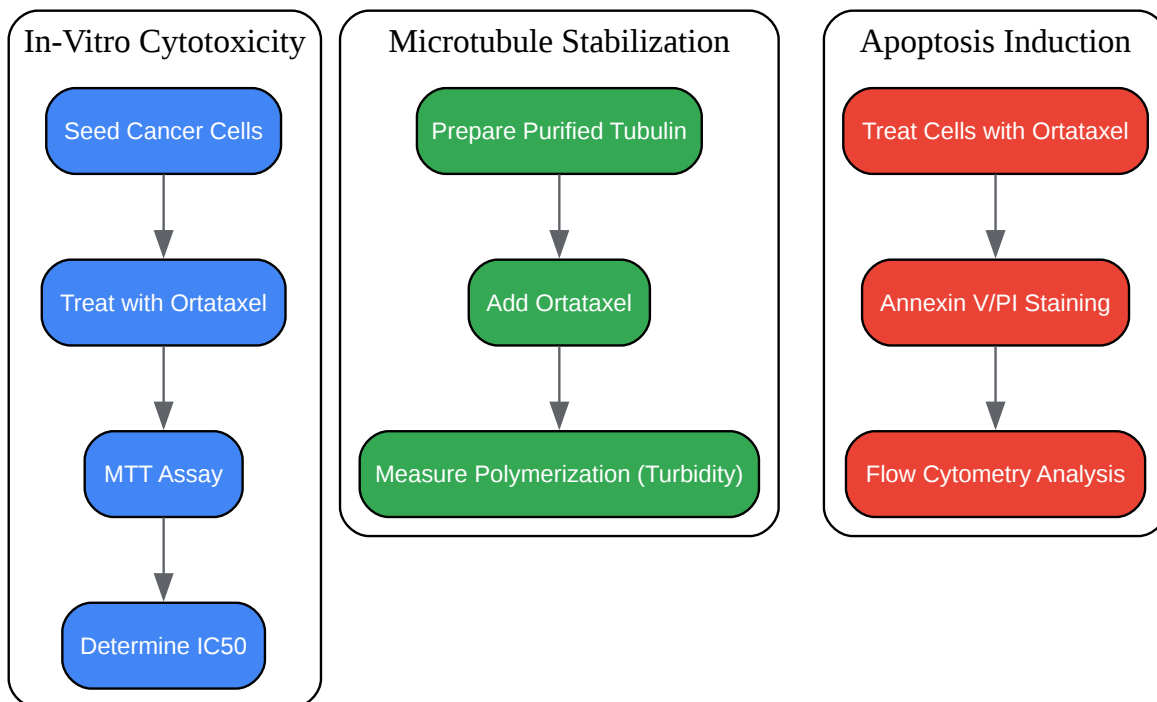 In-Vitro Cytotoxicity
Seed Cancer Cells
Treat with Ortataxel
MTT Assay
Determine IC50
Microtubule Stabilization
Prepare Purified Tubulin
Add Ortataxel
Measure Polymerization (Turbidity)
Apoptosis Induction
Treat Cells with Ortataxel
Annexin V/PI Staining
Flow Cytometry Analysis